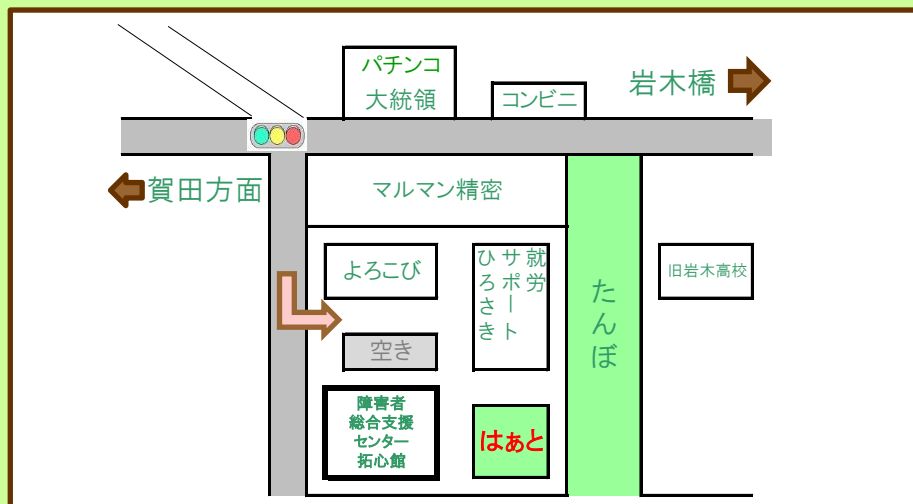 パチンコ
大統領
コンビニ
岩木橋
賀田方面
マルマン精密
よろこび
就労
サポート
ひろさき
たんぼ
旧岩木高校
空き
障害者
総合支援
センター
拓心館
はぁと